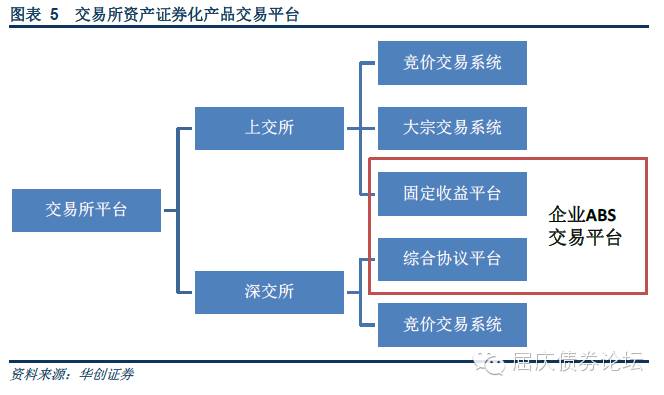 图表 5 交易所资产证券化产品交易平台
竞价交易系统
上交所
大宗交易系统
交易所平台
固定收益平台
企业ABS
交易平台
综合协议平台
深交所
竞价交易系统
资料来源：华创证券
屈庆债券论坛